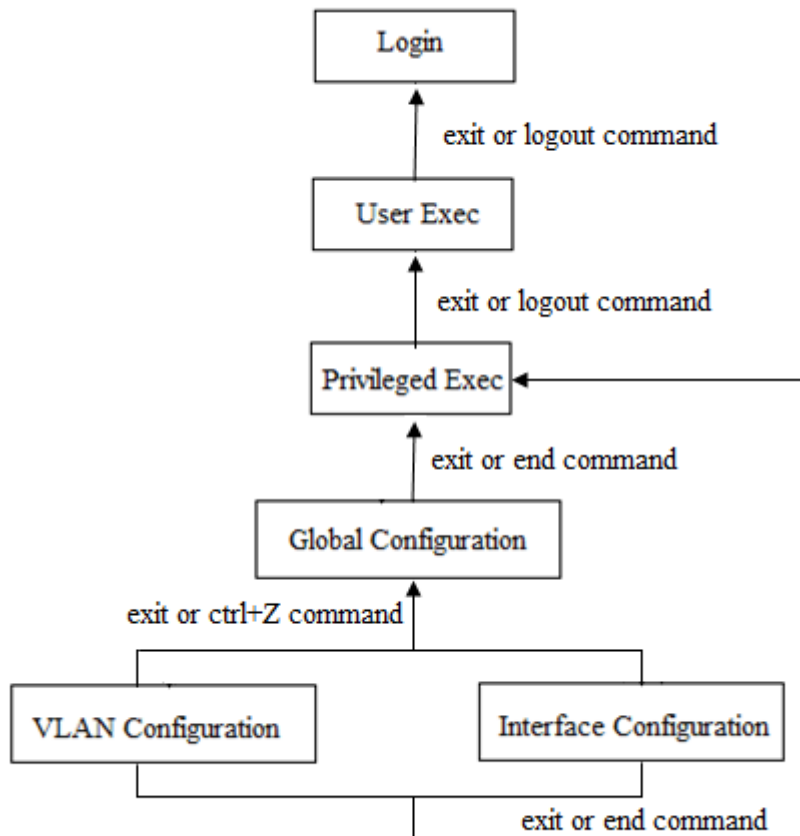 Login
exit or logout command
User Exec
exit or logout command
Privileged Exec
exit or end command
Global Configuration
exit or ctrl+Z command
VLAN Configuration
Interface Configuration
exit or end command